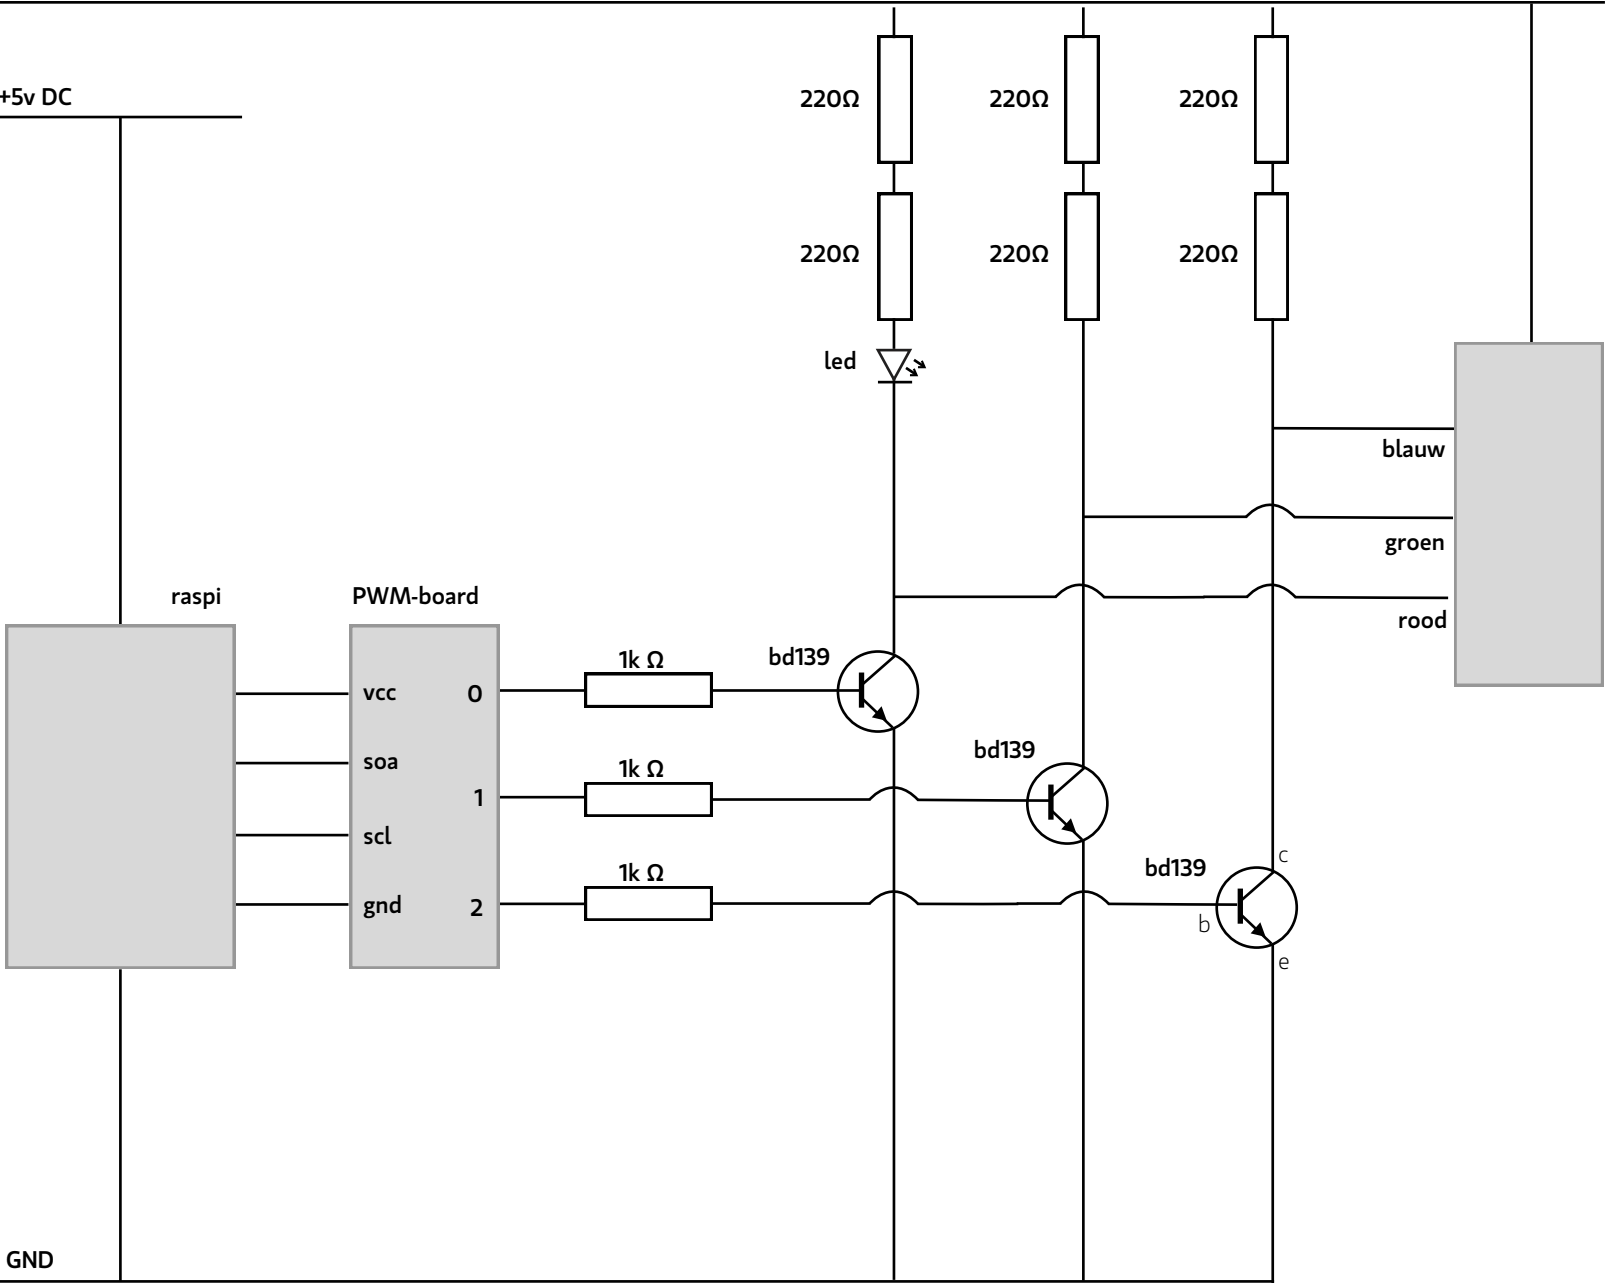 +5v DC
220Ω
220Ω
220Ω
220Ω
220Ω
220Ω
led
blauw
groen
rood
raspi
PWM-board
vcc
soa
scl
gnd
0
1
2
1k Ω
1k Ω
1k Ω
bd139
bd139
bd139
c
b
e
GND